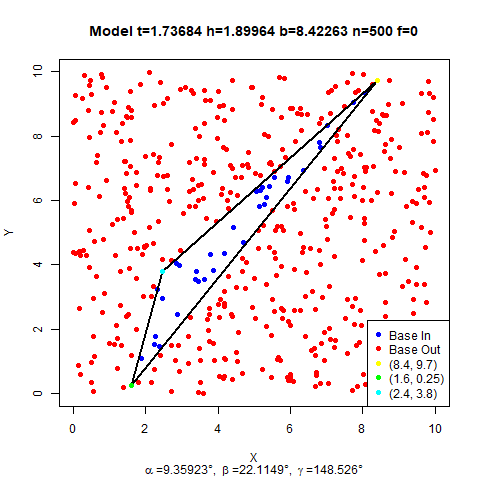 Model t=1.73684 h=1.89964 b=8.42263 n=500 f=0
Y
10
8
6
4
2
0
Base In
Base Out
(8.4, 9.7)
(1.6, 0.25)
(2.4, 3.8)
0 2 4 6 8 10
X
α=9.35923°, β=22.1149°, γ=148.526°